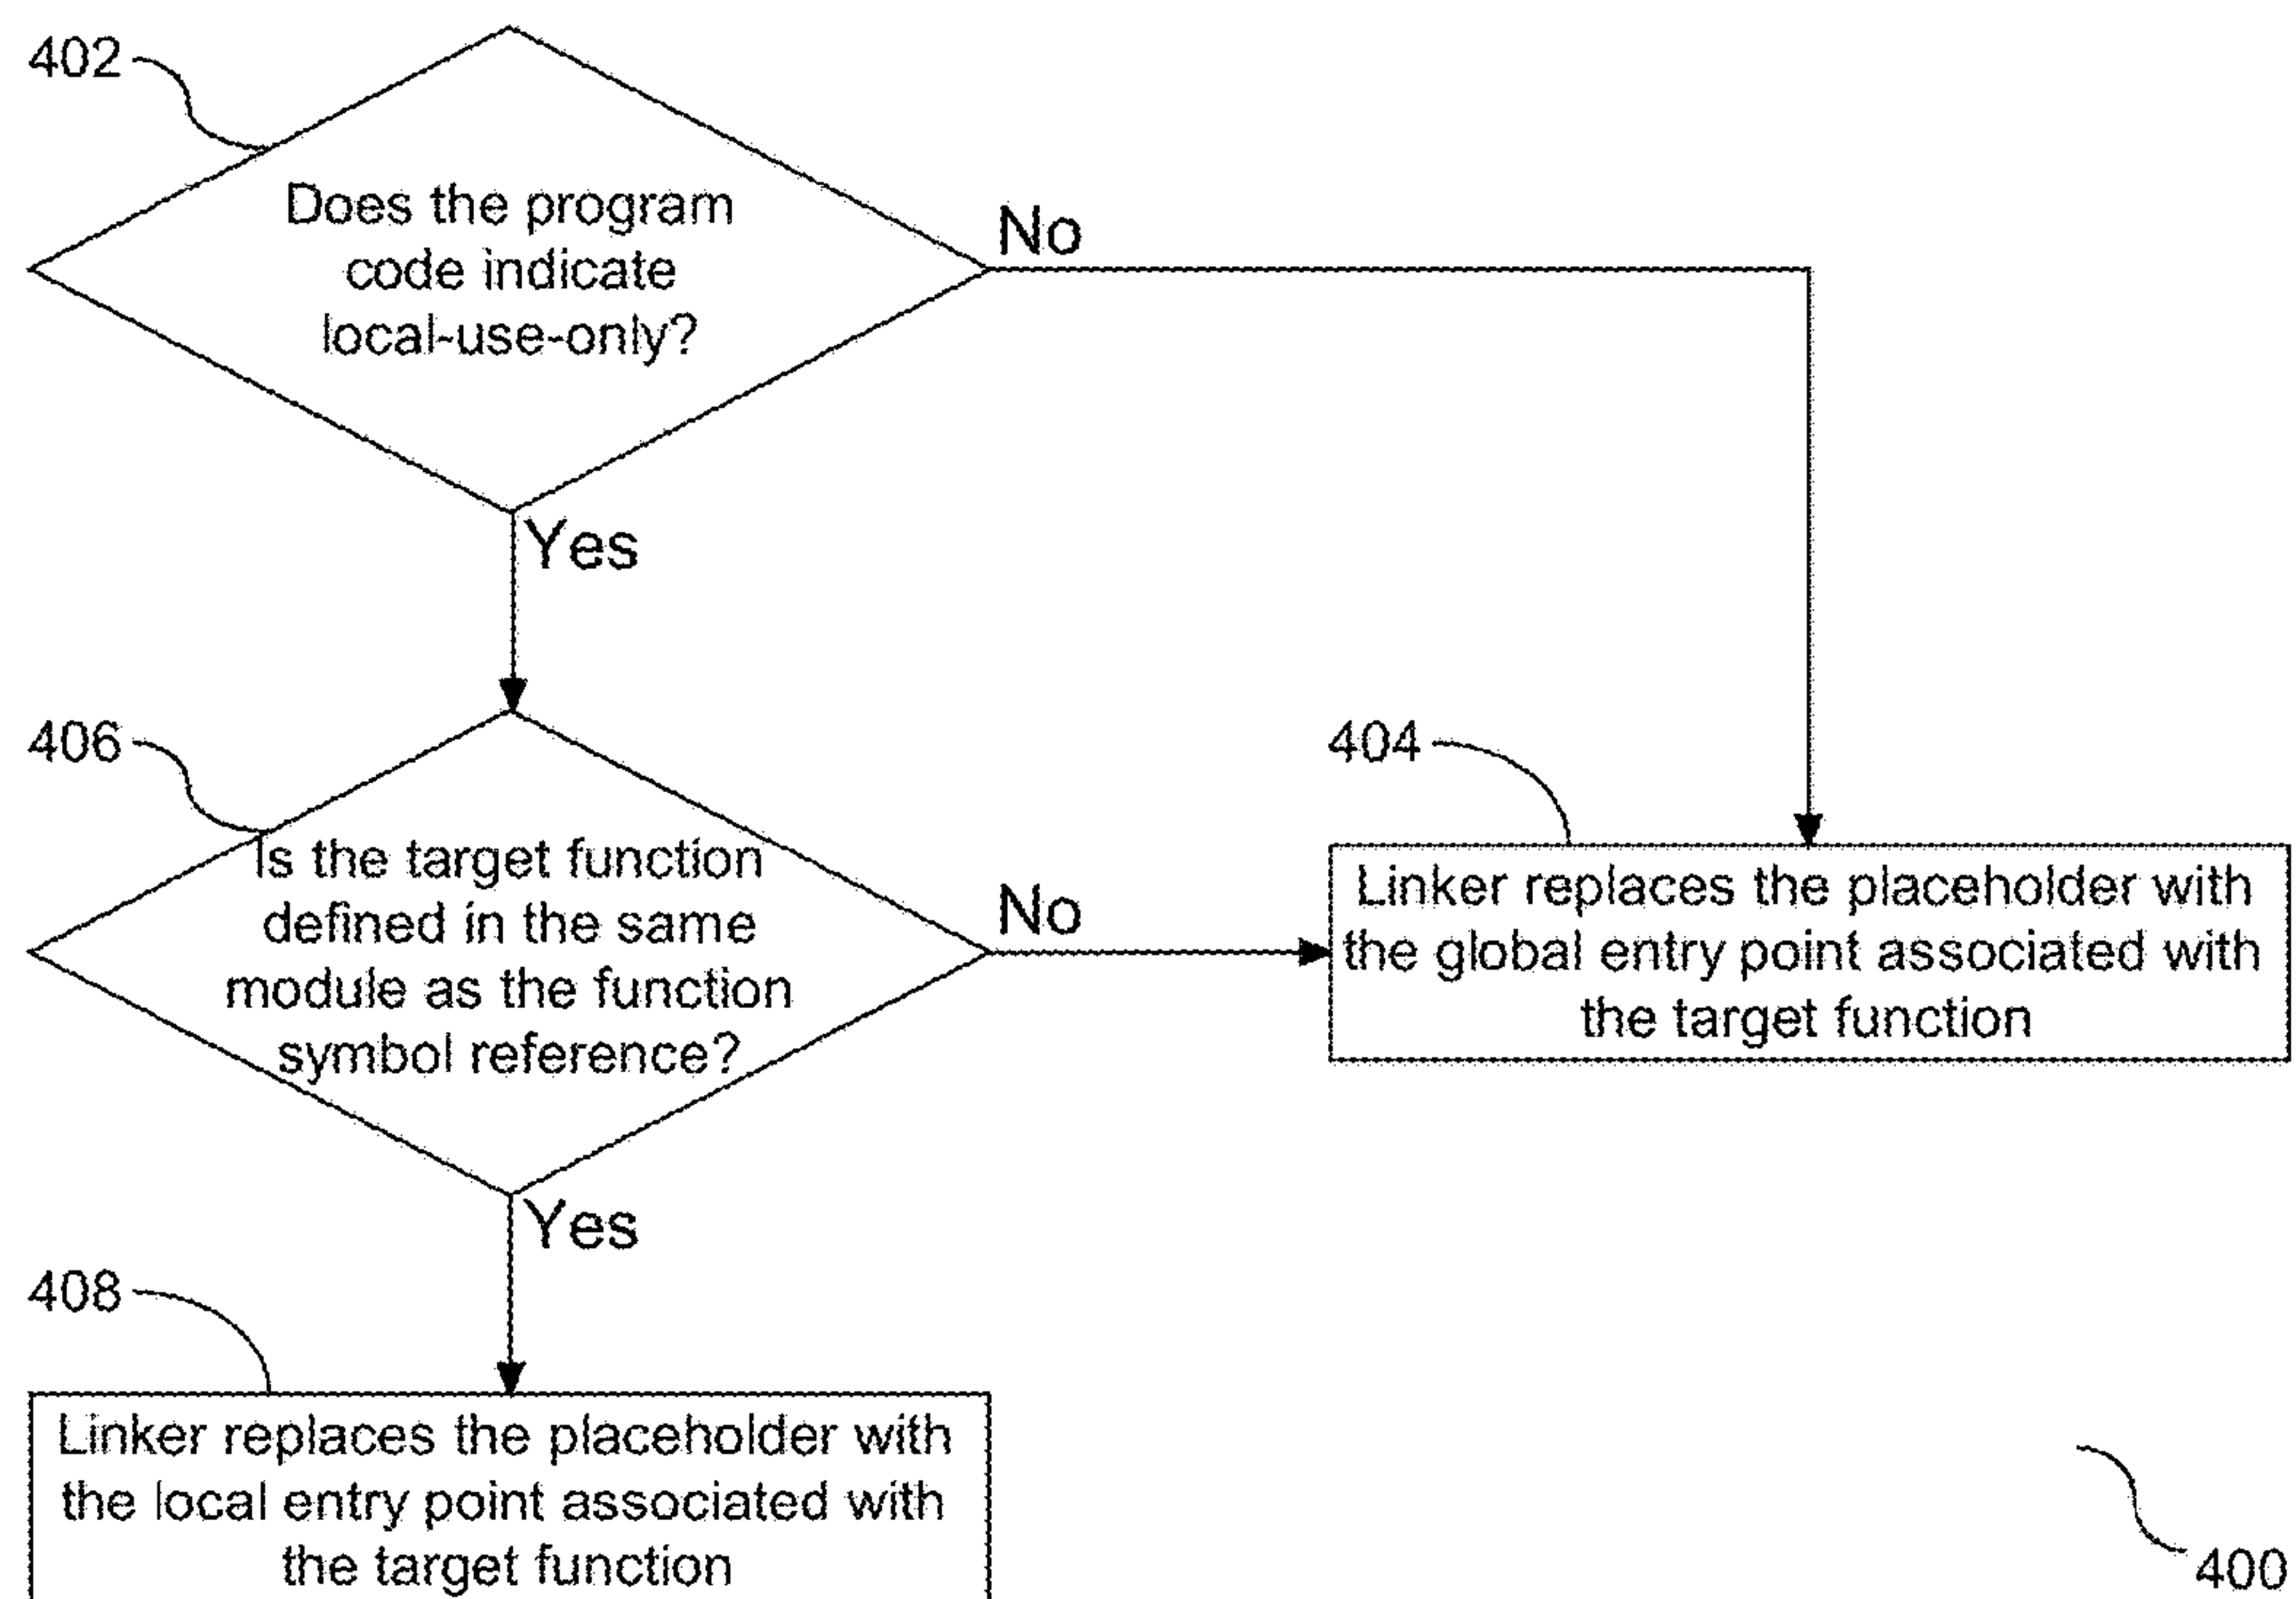 402
Does the program
code indicate
local-use-only?
No
Yes
406
Is the target function
defined in the same
module as the function
symbol reference?
No
404
Linker replaces the placeholder with
the global entry point associated with
the target function
Yes
408
Linker replaces the placeholder with
the local entry point associated with
the target function
400